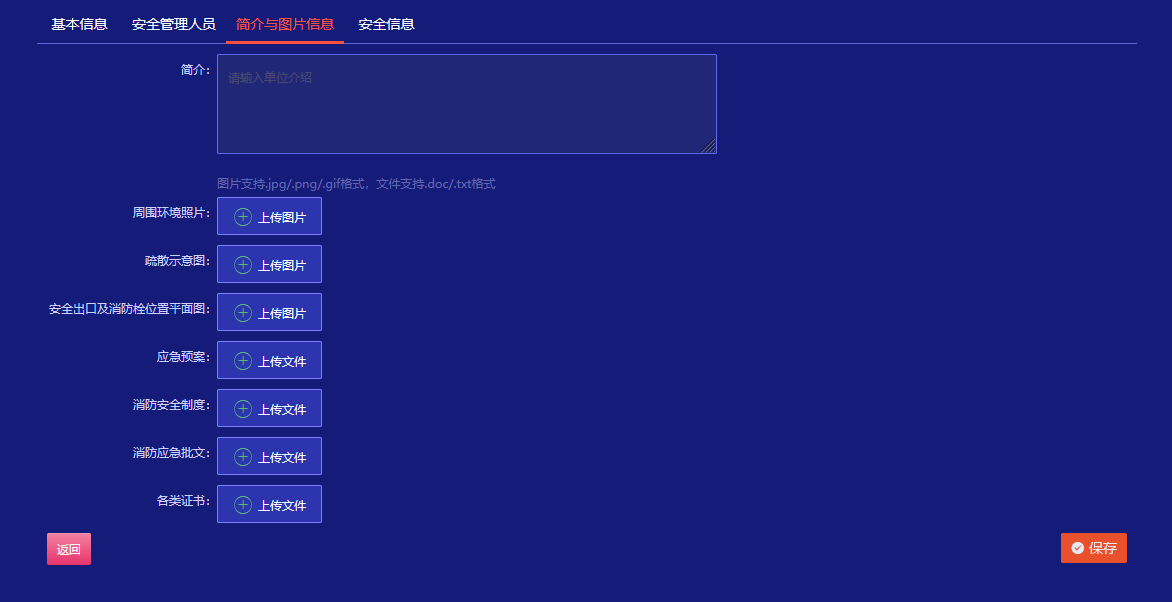 基本信息 安全管理人员 简介与图片信息 安全信息
简介:
请输入单位介绍
图片支持.jpg/.png/.gif格式，文件支持.doc/.txt格式
周围环境照片: 上传图片
疏散示意图: 上传图片
安全出口及消防栓位置平面图: 上传图片
应急预案: 上传文件
消防安全制度: 上传文件
消防应急批文: 上传文件
各类证书: 上传文件
返回 保存